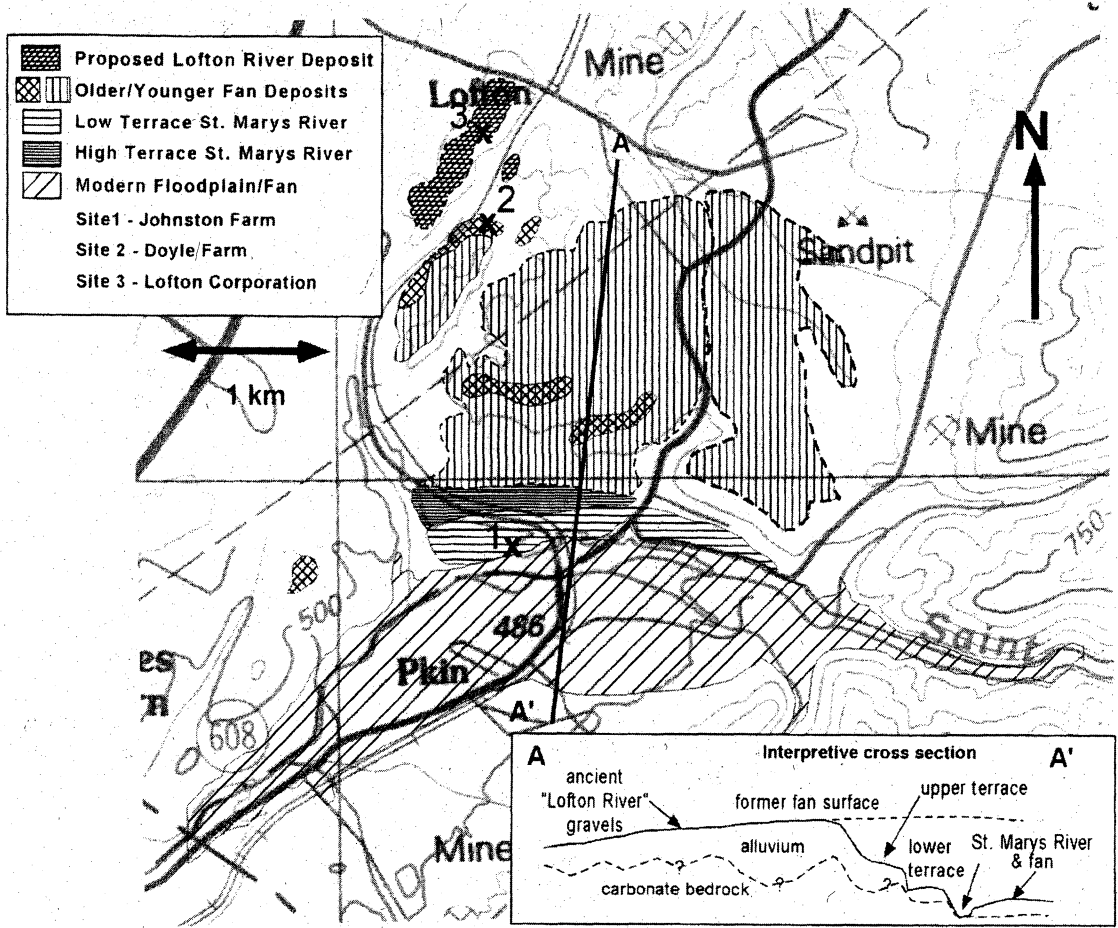 Proposed Lofton River Deposit
Older/Younger Fan Deposits
Low Terrace St. Marys River
High Terrace St. Marys River
Modern Floodplain/Fan
Site1 - Johnston Farm
Site 2 - Doyle Farm
Site 3 - Lofton Corporation
Mine
Lofton
3
x
A
N
2
x
Sandpit
1 km
Mine
1 x
750
500
486
Saint
es
Pkin
n
A'
608
Mine
A
Interpretive cross section
A'
ancient
"Lofton River"
gravels
former fan surface
upper terrace
alluvium
lower
terrace
St. Marys River
& fan
carbonate bedrock
?
?
?